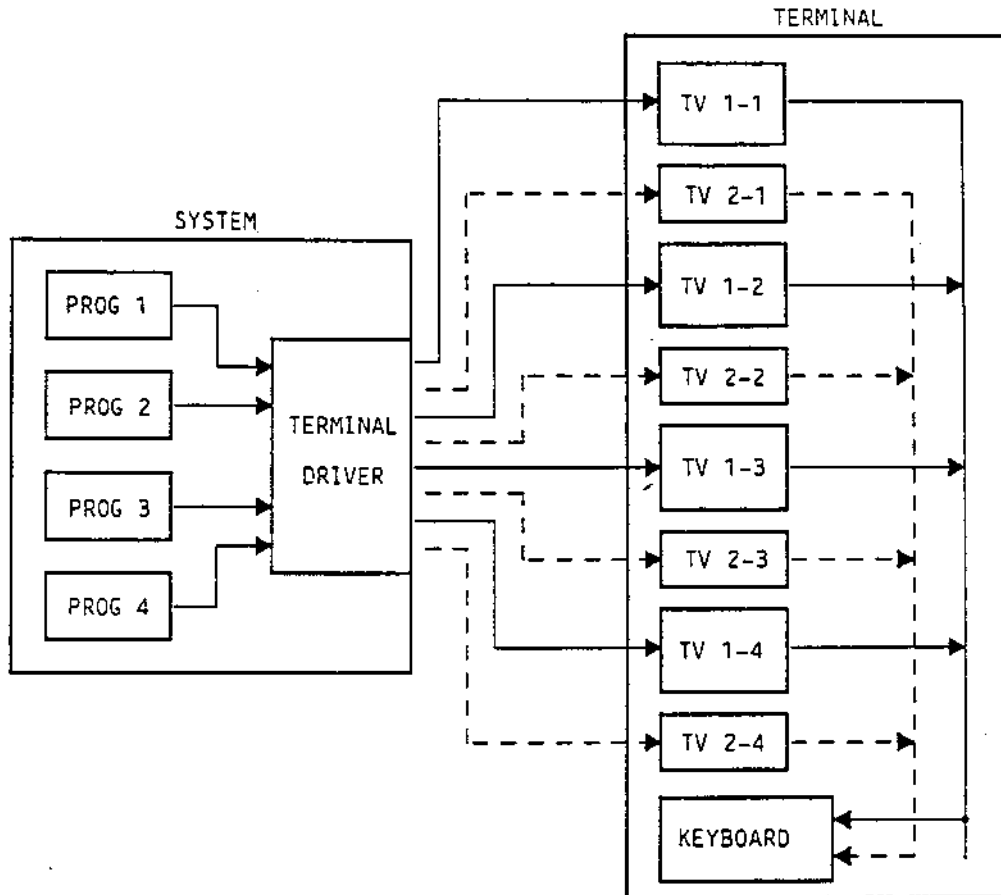 TERMINAL
TV 1-1
TV 2-1
SYSTEM
PROG 1
TV 1-2
PROG 2
TV 2-2
TERMINAL
DRIVER
TV 1-3
PROG 3
TV 2-3
PROG 4
TV 1-4
TV 2-4
KEYBOARD